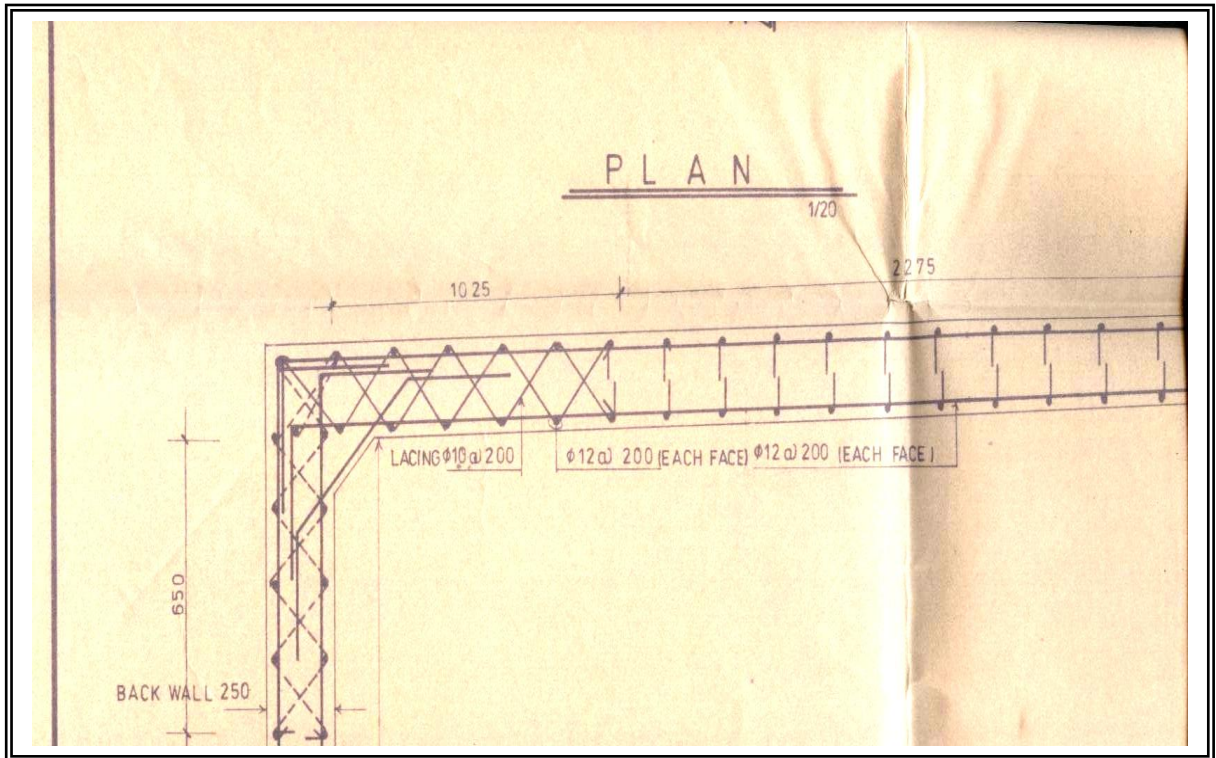 PLAN
1/20
2275
1025
LACING Φ10 a) 200
Φ12 a) 200 (EACH FACE)
Φ12 a) 200 (EACH FACE)
650
BACK WALL 250